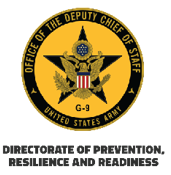 OFFICE OF THE DEPUTY CHIEF OF STAFF
G-9
UNITED STATES ARMY
DIRECTORATE OF PREVENTION,
RESILIENCE AND READINESS